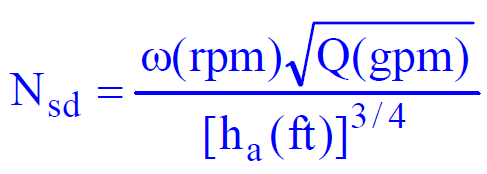 N_sd = ω(rpm)√Q(gpm) / [h_a(ft)]^3/4